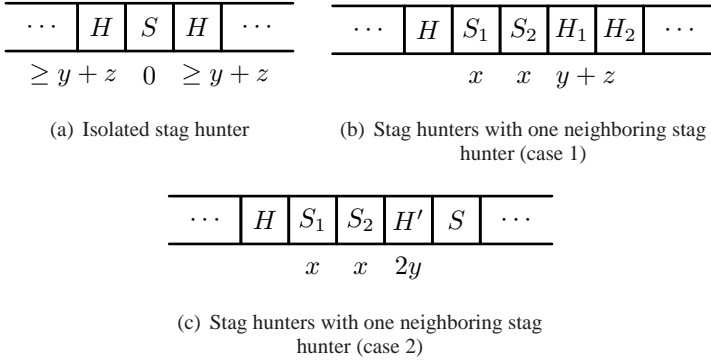 ⋯ H S H ⋯
≥ y + z 0 ≥ y + z
(a) Isolated stag hunter
⋯ H S₁ S₂ H₁ H₂ ⋯
x x y + z
(b) Stag hunters with one neighboring stag
hunter (case 1)
⋯ H S₁ S₂ H′ S ⋯
x x 2y
(c) Stag hunters with one neighboring stag
hunter (case 2)